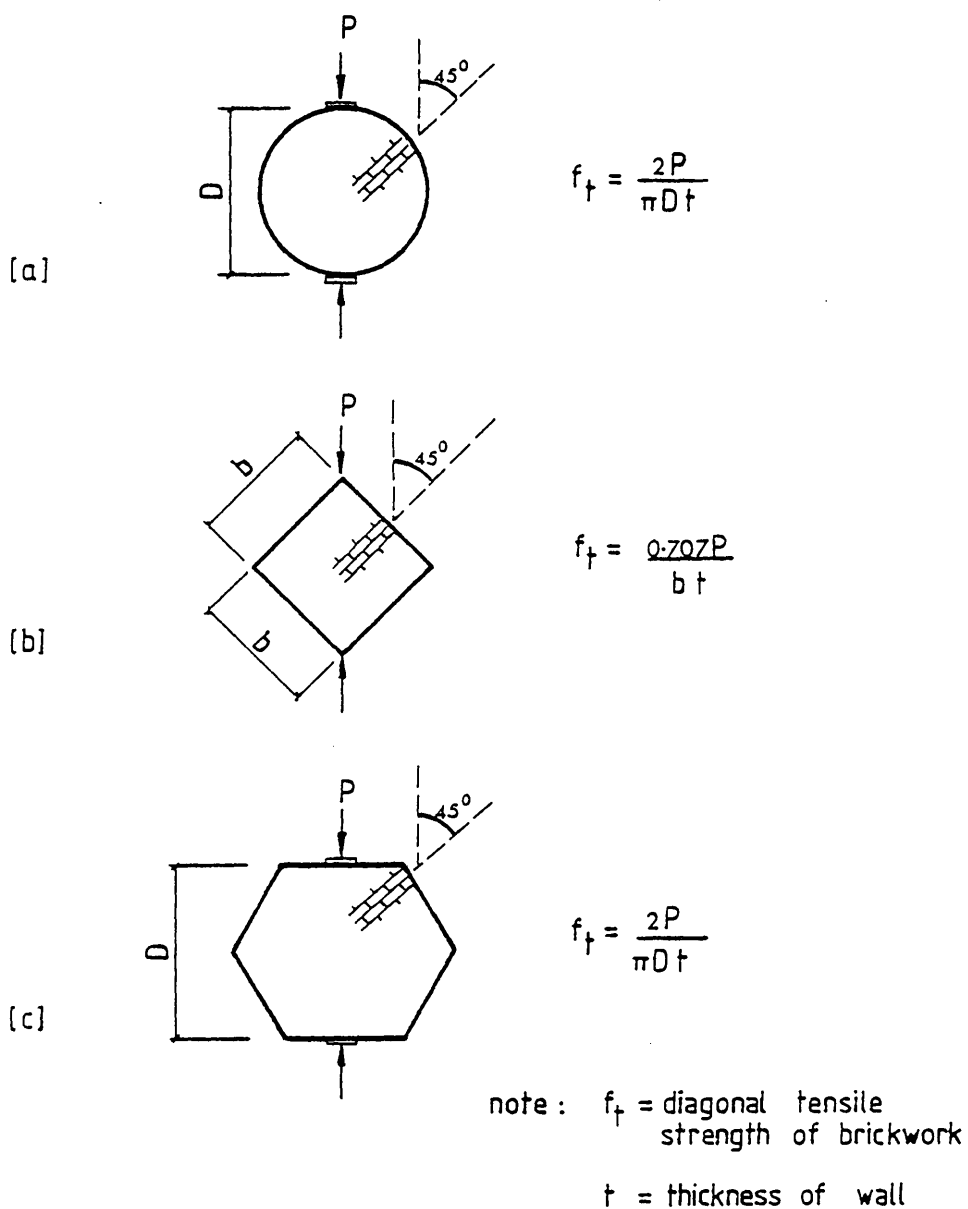 P
45°
D
f_t = 2P / πDt
[a]
P
45°
b
b
f_t = 0.707P / bt
[b]
P
45°
D
f_t = 2P / πDt
[c]
note : f_t = diagonal tensile
strength of brickwork
t = thickness of wall